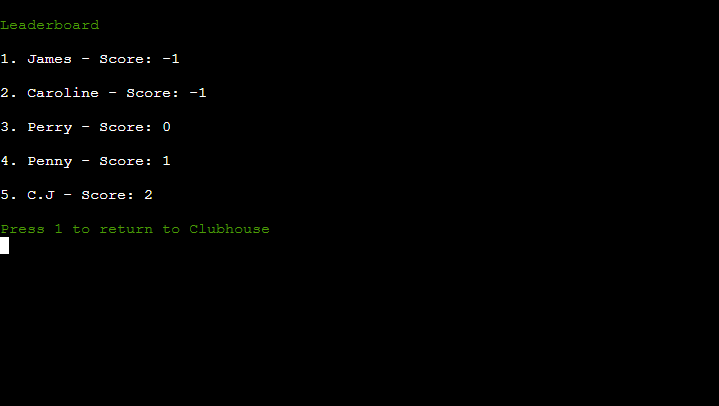 Leaderboard
1. James - Score: -1
2. Caroline - Score: -1
3. Perry - Score: 0
4. Penny - Score: 1
5. C.J - Score: 2
Press 1 to return to Clubhouse